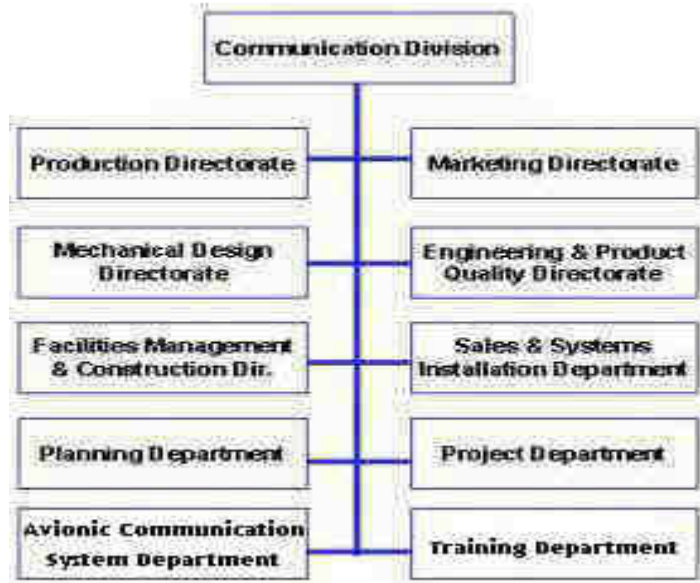 Communication Division
Production Directorate
Marketing Directorate
Mechanical Design
Directorate
Engineering & Product
Quality Directorate
Facilities Management
& Construction Dir.
Sales & Systems
Installation Department
Planning Department
Project Department
Avionic Communication
System Department
Training Department